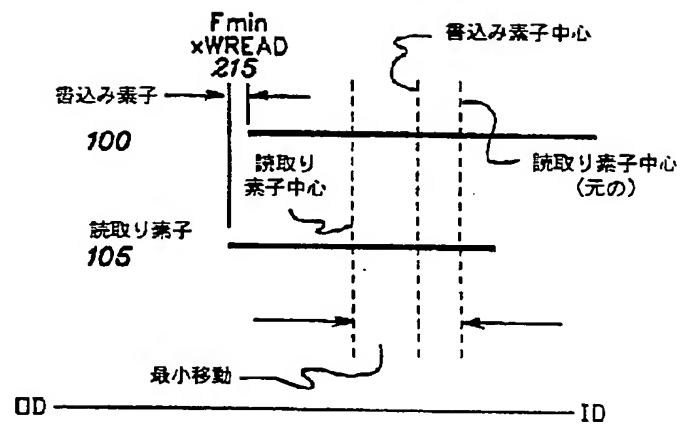 Fmin
xWREAD
215
書込み素子
100
書込み素子中心
読取り
素子中心
読取り素子中心
(元の)
読取り素子
105
最小移動
OD
ID